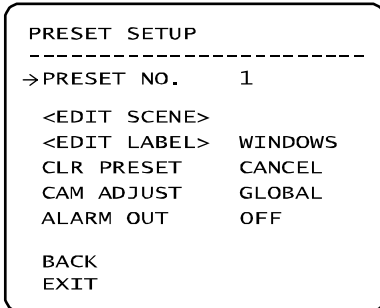 PRESET SETUP
--------------------------------
→PRESET NO. 1
<EDIT SCENE>
<EDIT LABEL> WINDOWS
CLR PRESET CANCEL
CAM ADJUST GLOBAL
ALARM OUT OFF
BACK
EXIT